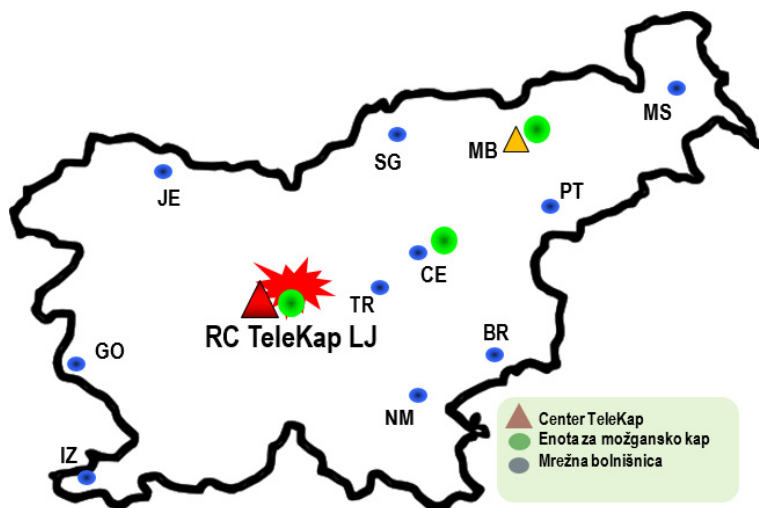 MS
SG
MB
JE
PT
CE
TR
RC TeleKap LJ
BR
GO
NM
IZ
Center TeleKap
Enota za možgansko kap
Mrežna bolnišnica